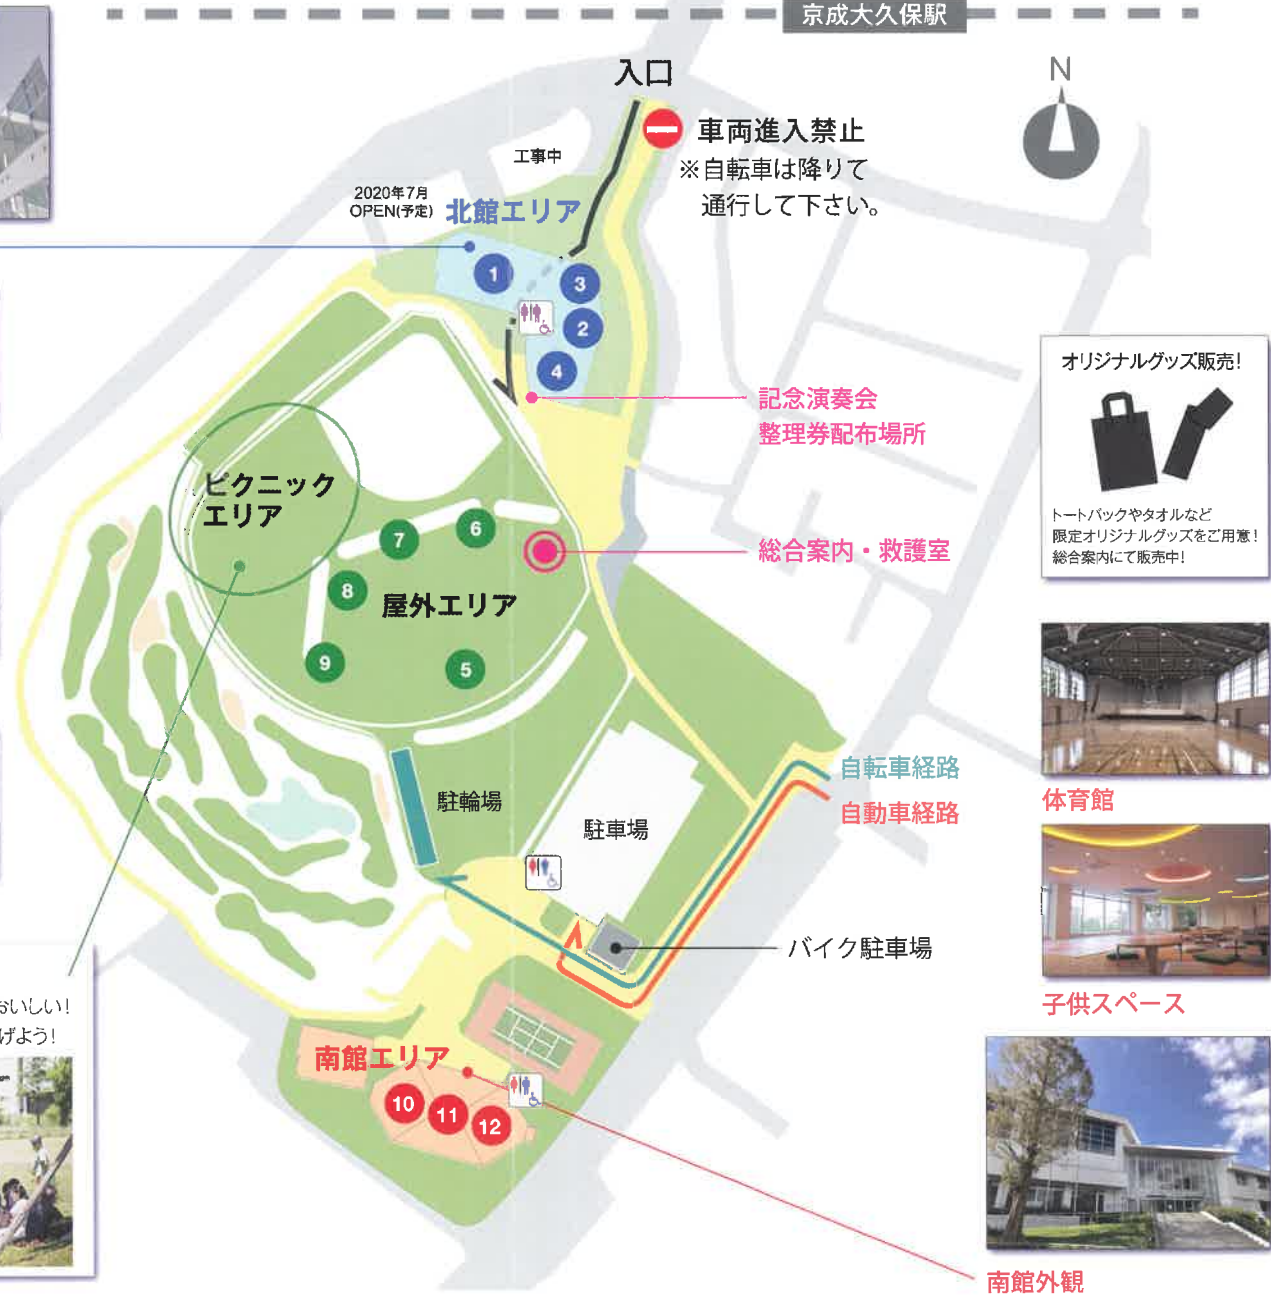 京成大久保駅
入口
N
車両進入禁止
※自転車は降りて
通行して下さい。
工事中
2020年7月
OPEN(予定)
北館エリア
1
3
2
4
オリジナルグッズ販売!
トートバックやタオルなど
限定オリジナルグッズをご用意!
総合案内にて販売中!
記念演奏会
整理券配布場所
ピクニック
エリア
6
7
総合案内・救護室
8
屋外エリア
9
5
自転車経路
自動車経路
駐輪場
駐車場
体育館
バイク駐車場
おいしい!
げよう!
子供スペース
南館エリア
10
11
12
南館外観